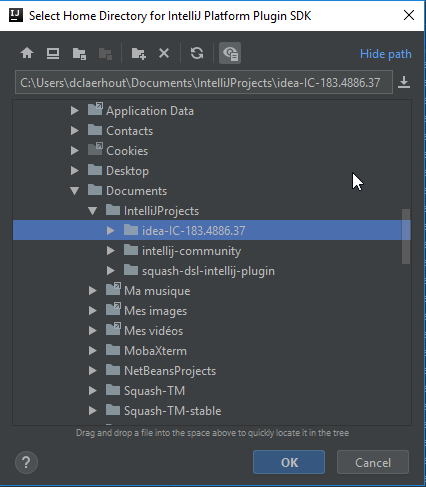 IJ Select Home Directory for IntelliJ Platform Plugin SDK
Hide path
C:\Users\dclaerhout\Documents\IntelliJProjects\idea-IC-183.4886.37
Application Data
Contacts
Cookies
Desktop
Documents
IntelliJProjects
idea-IC-183.4886.37
intellij-community
squash-dsl-intellij-plugin
Ma musique
Mes images
Mes vidéos
MobaXterm
NetBeansProjects
Squash-TM
Squash-TM-stable
Drag and drop a file into the space above to quickly locate it in the tree
? OK Cancel